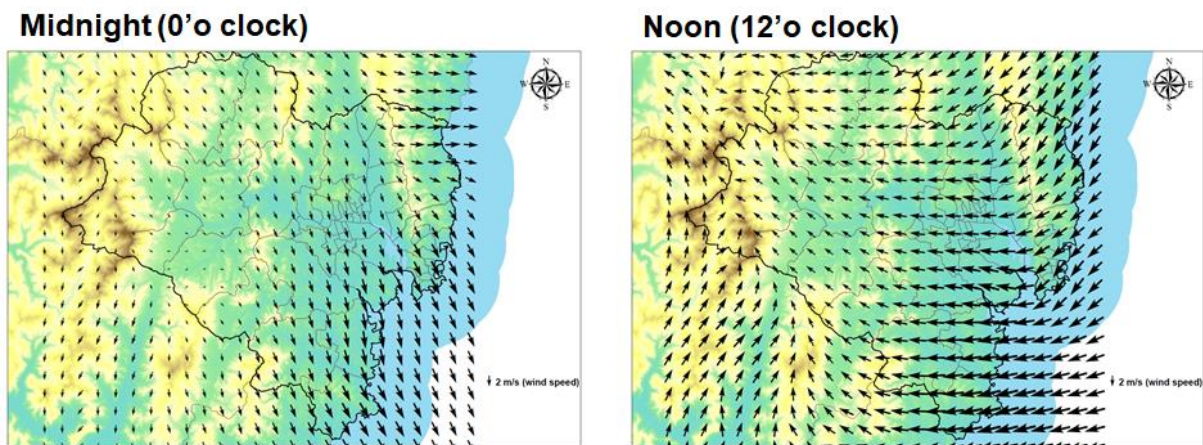 Midnight (0’o clock)
N
W E
S
2 m/s (wind speed)
Noon (12’o clock)
N
W E
S
2 m/s (wind speed)